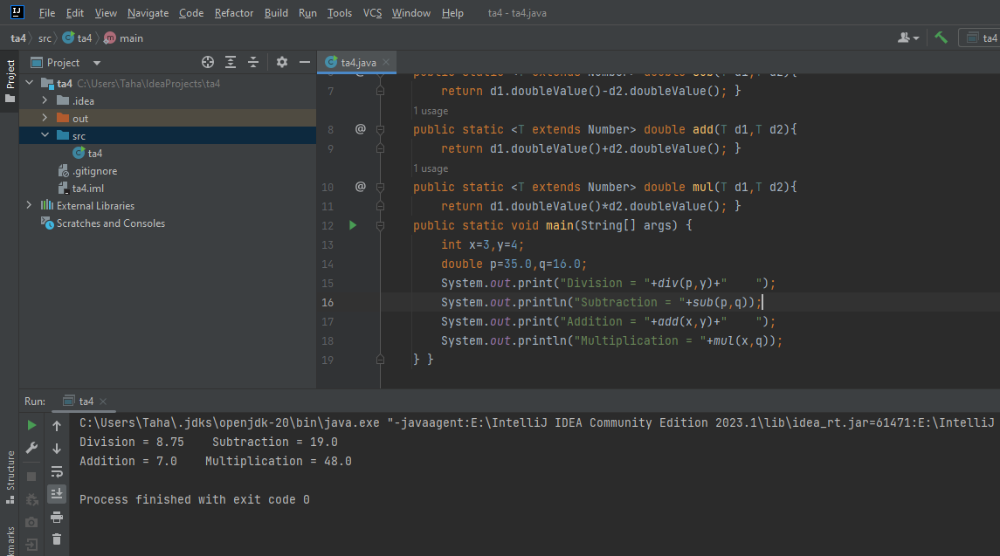 IJ File Edit View Navigate Code Refactor Build Run Tools VCS Window Help ta4 - ta4.java
ta4 src ta4 main ta4
Project
Project
ta4.java
ta4 C:\Users\Taha\IdeaProjects\ta4
.idea
out
src
ta4
.gitignore
ta4.iml
External Libraries
Scratches and Consoles
7 return d1.doubleValue()-d2.doubleValue(); }
1 usage
8 @ public static <T extends Number> double add(T d1,T d2){
9 return d1.doubleValue()+d2.doubleValue(); }
1 usage
10 @ public static <T extends Number> double mul(T d1,T d2){
11 return d1.doubleValue()*d2.doubleValue(); }
12 public static void main(String[] args) {
13 int x=3,y=4;
14 double p=35.0,q=16.0;
15 System.out.print("Division = "+div(p,y)+"    ");
16 System.out.println("Subtraction = "+sub(p,q));
17 System.out.print("Addition = "+add(x,y)+"    ");
18 System.out.println("Multiplication = "+mul(x,q));
19 } }
Run: ta4
C:\Users\Taha\.jdks\openjdk-20\bin\java.exe "-javaagent:E:\IntelliJ IDEA Community Edition 2023.1\lib\idea_rt.jar=61471:E:\IntelliJ
Division = 8.75    Subtraction = 19.0
Addition = 7.0    Multiplication = 48.0
Process finished with exit code 0
Structure